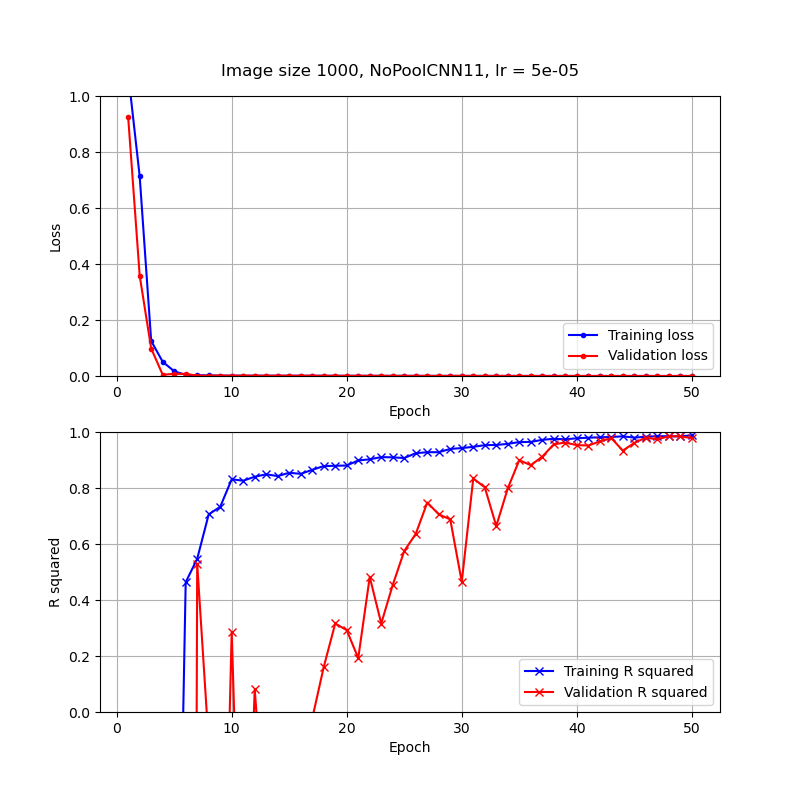 Image size 1000, NoPoolCNN11, lr = 5e-05
1.0
0.8
0.6
0.4
0.2
0.0
Loss
Training loss
Validation loss
0 10 20 30 40 50
Epoch
1.0
0.8
0.6
0.4
0.2
0.0
R squared
Training R squared
Validation R squared
0 10 20 30 40 50
Epoch